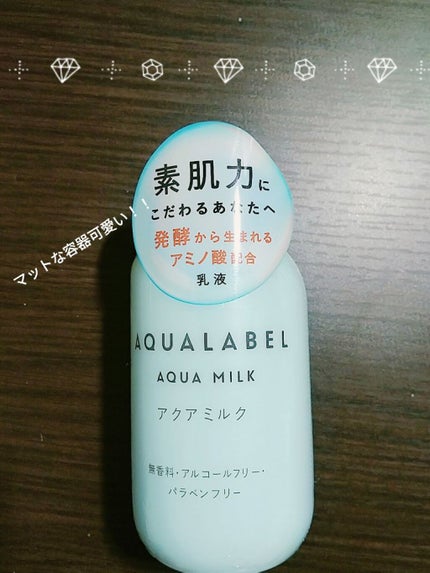 素肌力に
こだわるあなたへ
発酵から生まれる
アミノ酸配合
乳液
マットな容器可愛い！！
AQUALABEL
AQUA MILK
アクアミルク
無香料・アルコールフリー・
パラベンフリー